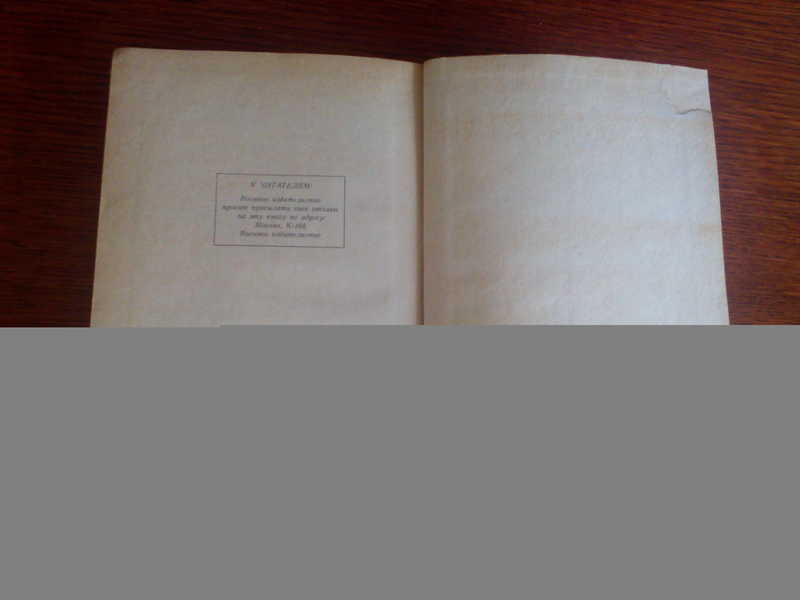 К ЧИТАТЕЛЯМ!
Военное издательство
просит присылать свои отзывы
на эту книгу по адресу:
Москва, К-160,
Военное издательство